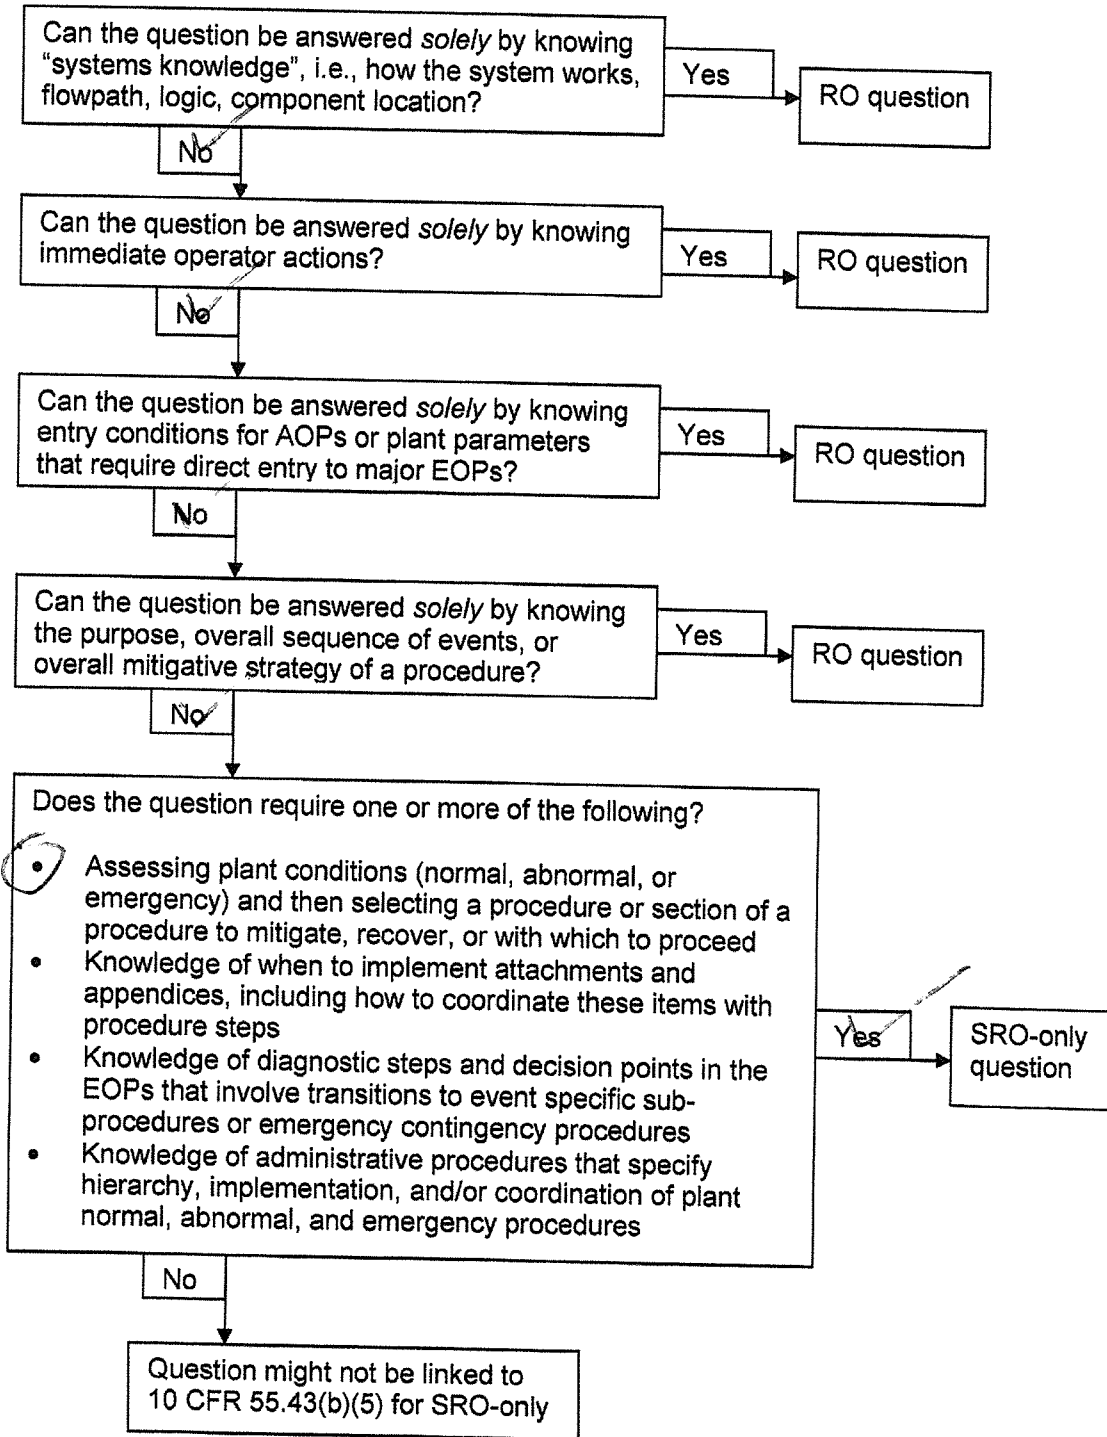 Can the question be answered solely by knowing
"systems knowledge", i.e., how the system works,
flowpath, logic, component location?
Yes
RO question
No
Can the question be answered solely by knowing
immediate operator actions?
Yes
RO question
No
Can the question be answered solely by knowing
entry conditions for AOPs or plant parameters
that require direct entry to major EOPs?
Yes
RO question
No
Can the question be answered solely by knowing
the purpose, overall sequence of events, or
overall mitigative strategy of a procedure?
Yes
RO question
No
Does the question require one or more of the following?
• Assessing plant conditions (normal, abnormal, or
emergency) and then selecting a procedure or section of a
procedure to mitigate, recover, or with which to proceed
• Knowledge of when to implement attachments and
appendices, including how to coordinate these items with
procedure steps
• Knowledge of diagnostic steps and decision points in the
EOPs that involve transitions to event specific sub-
procedures or emergency contingency procedures
• Knowledge of administrative procedures that specify
hierarchy, implementation, and/or coordination of plant
normal, abnormal, and emergency procedures
Yes
SRO-only
question
No
Question might not be linked to
10 CFR 55.43(b)(5) for SRO-only